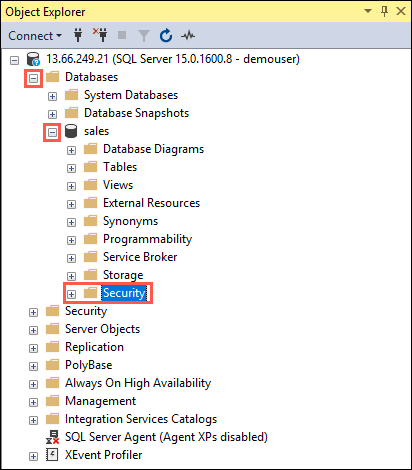 Object Explorer
Connect
13.66.249.21 (SQL Server 15.0.1600.8 - demouser)
Databases
System Databases
Database Snapshots
sales
Database Diagrams
Tables
Views
External Resources
Synonyms
Programmability
Service Broker
Storage
Security
Security
Server Objects
Replication
PolyBase
Always On High Availability
Management
Integration Services Catalogs
SQL Server Agent (Agent XPs disabled)
XEvent Profiler